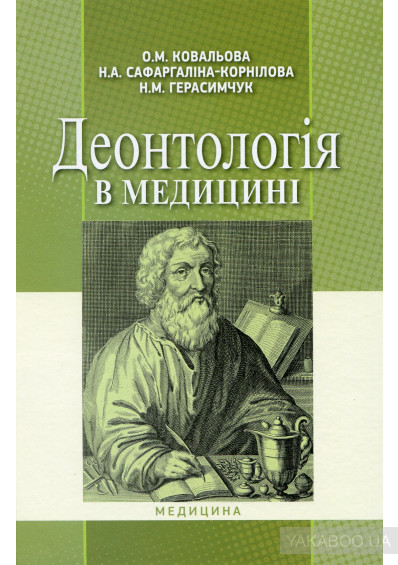 О.М. КОВАЛЬОВА
Н.А. САФАРГАЛІНА-КОРНІЛОВА
Н.М. ГЕРАСИМЧУК
Деонтологія
В МЕДИЦИНІ
МЕДИЦИНА
YAKABOO.UA